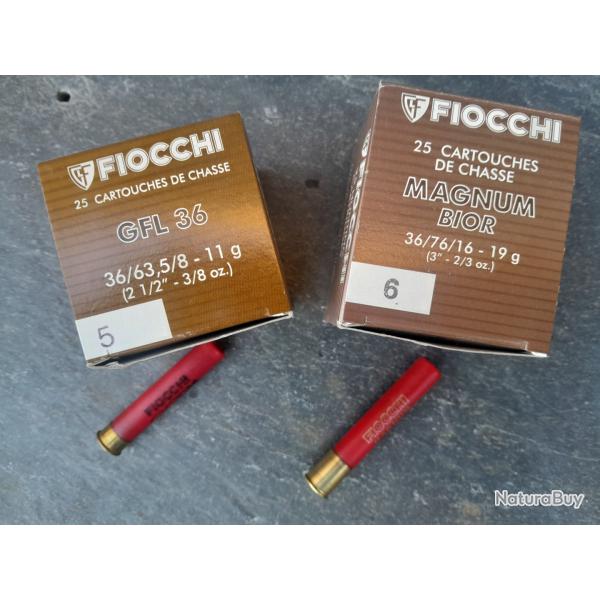 FIOCCHI
25 CARTOUCHES DE CHASSE
GFL 36
36/63,5/8 - 11 g
(2 1/2" - 3/8 oz.)
5
FIOCCHI
25 CARTOUCHES
DE CHASSE
MAGNUM
BIOR
36/76/16 - 19 g
(3" - 2/3 oz.)
6
FIOCCHI
FIOCCHI
FIOCCHI
NaturaBuy